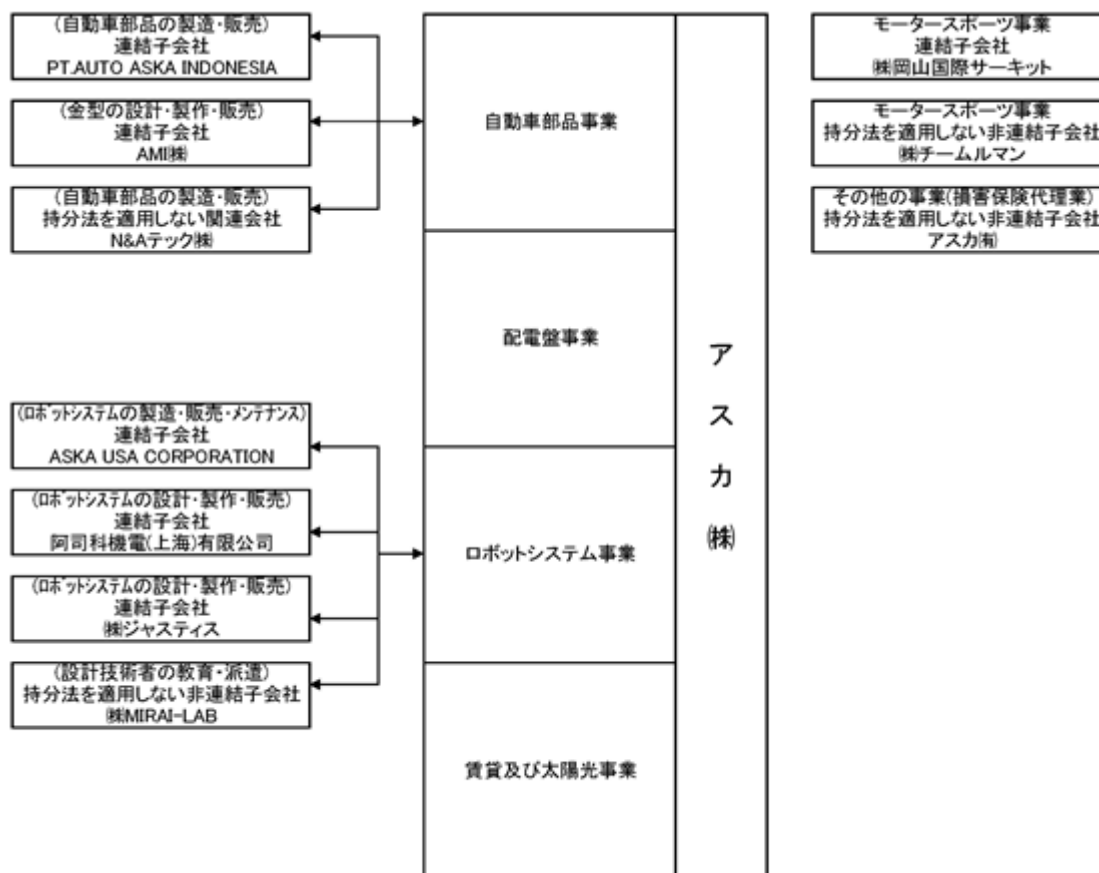 (自動車部品の製造・販売)
連結子会社
PT.AUTO ASKA INDONESIA
(金型の設計・製作・販売)
連結子会社
AMI㈱
(自動車部品の製造・販売)
持分法を適用しない関連会社
N&Aテック㈱
(ロボットシステムの製造・販売・メンテナンス)
連結子会社
ASKA USA CORPORATION
(ロボットシステムの設計・製作・販売)
連結子会社
阿司科機電(上海)有限公司
(ロボットシステムの設計・製作・販売)
連結子会社
㈱ジャスティス
(設計技術者の教育・派遣)
持分法を適用しない非連結子会社
㈱MIRAI-LAB
自動車部品事業
配電盤事業
ロボットシステム事業
賃貸及び太陽光事業
アスカ㈱
モータースポーツ事業
連結子会社
㈱岡山国際サーキット
モータースポーツ事業
持分法を適用しない非連結子会社
㈱チームルマン
その他の事業(損害保険代理業)
持分法を適用しない非連結子会社
アスカ㈲